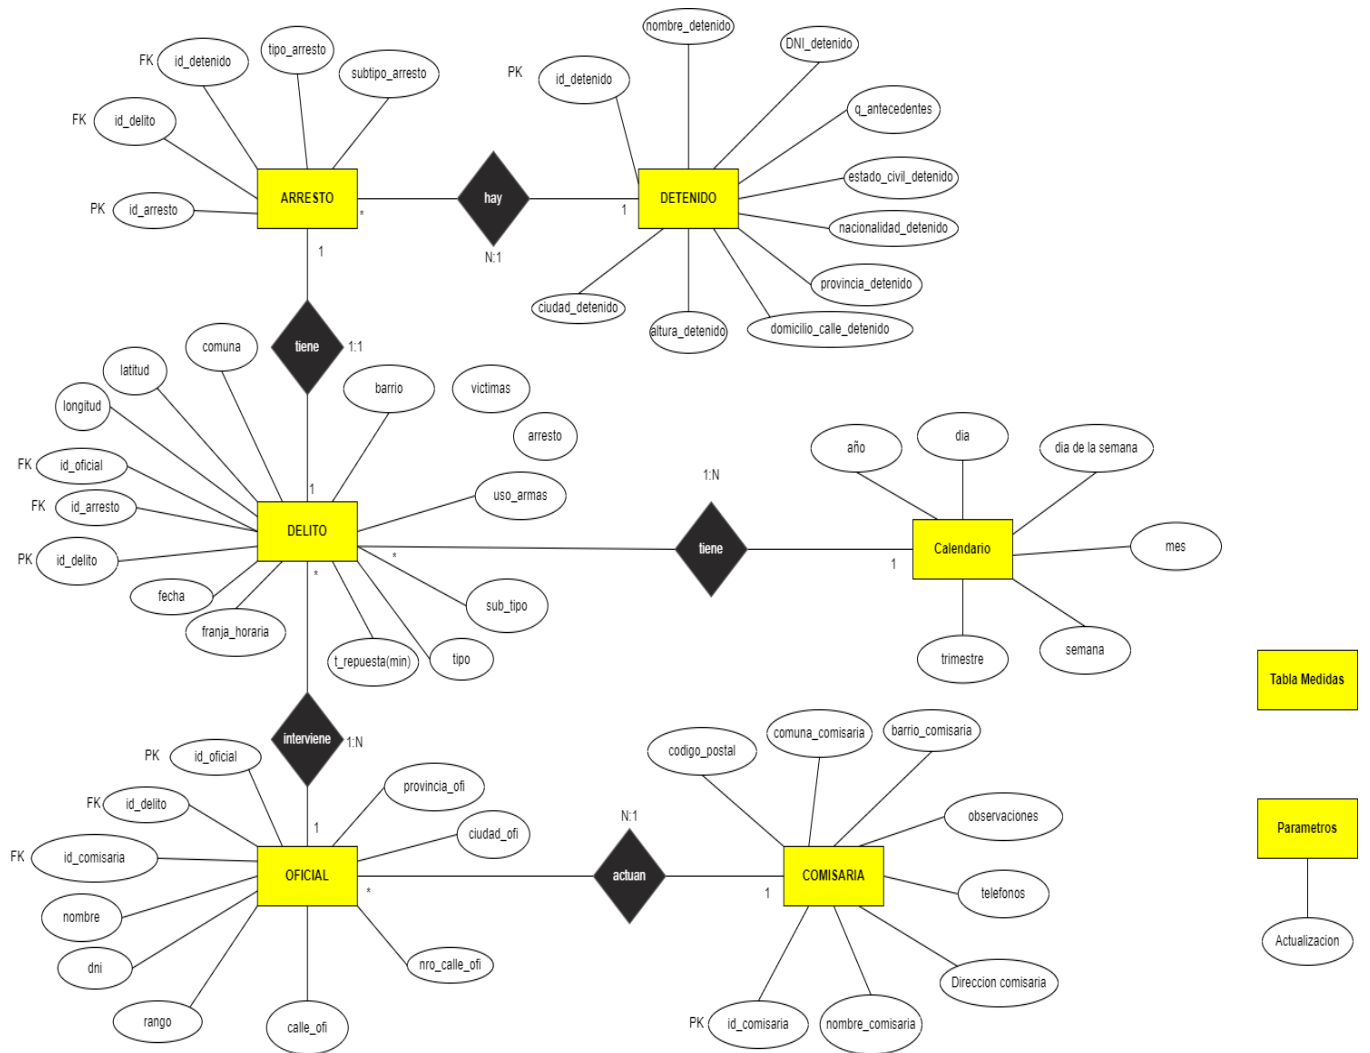 nombre_detenido
DNI_detenido
tipo_arresto
FK id_detenido
subtipo_arresto
PK id_detenido
q_antecedentes
FK id_delito
estado_civil_detenido
ARRESTO
hay
DETENIDO
PK id_arresto
*
1
nacionalidad_detenido
N:1
1
provincia_detenido
ciudad_detenido
altura_detenido
domicilio_calle_detenido
comuna
tiene
1:1
latitud
barrio
victimas
longitud
arresto
año
dia
dia de la semana
FK id_oficial
1:N
1
uso_armas
FK id_arresto
DELITO
tiene
Calendario
mes
PK id_delito
*
*
1
fecha
sub_tipo
franja_horaria
t_repuesta(min)
tipo
trimestre
semana
Tabla Medidas
interviene
1:N
PK id_oficial
codigo_postal
comuna_comisaria
barrio_comisaria
provincia_ofi
FK id_delito
N:1
observaciones
1
ciudad_ofi
Parametros
FK id_comisaria
OFICIAL
actuan
COMISARIA
*
1
telefonos
nombre
Actualizacion
dni
nro_calle_ofi
Direccion comisaria
rango
calle_ofi
PK id_comisaria
nombre_comisaria